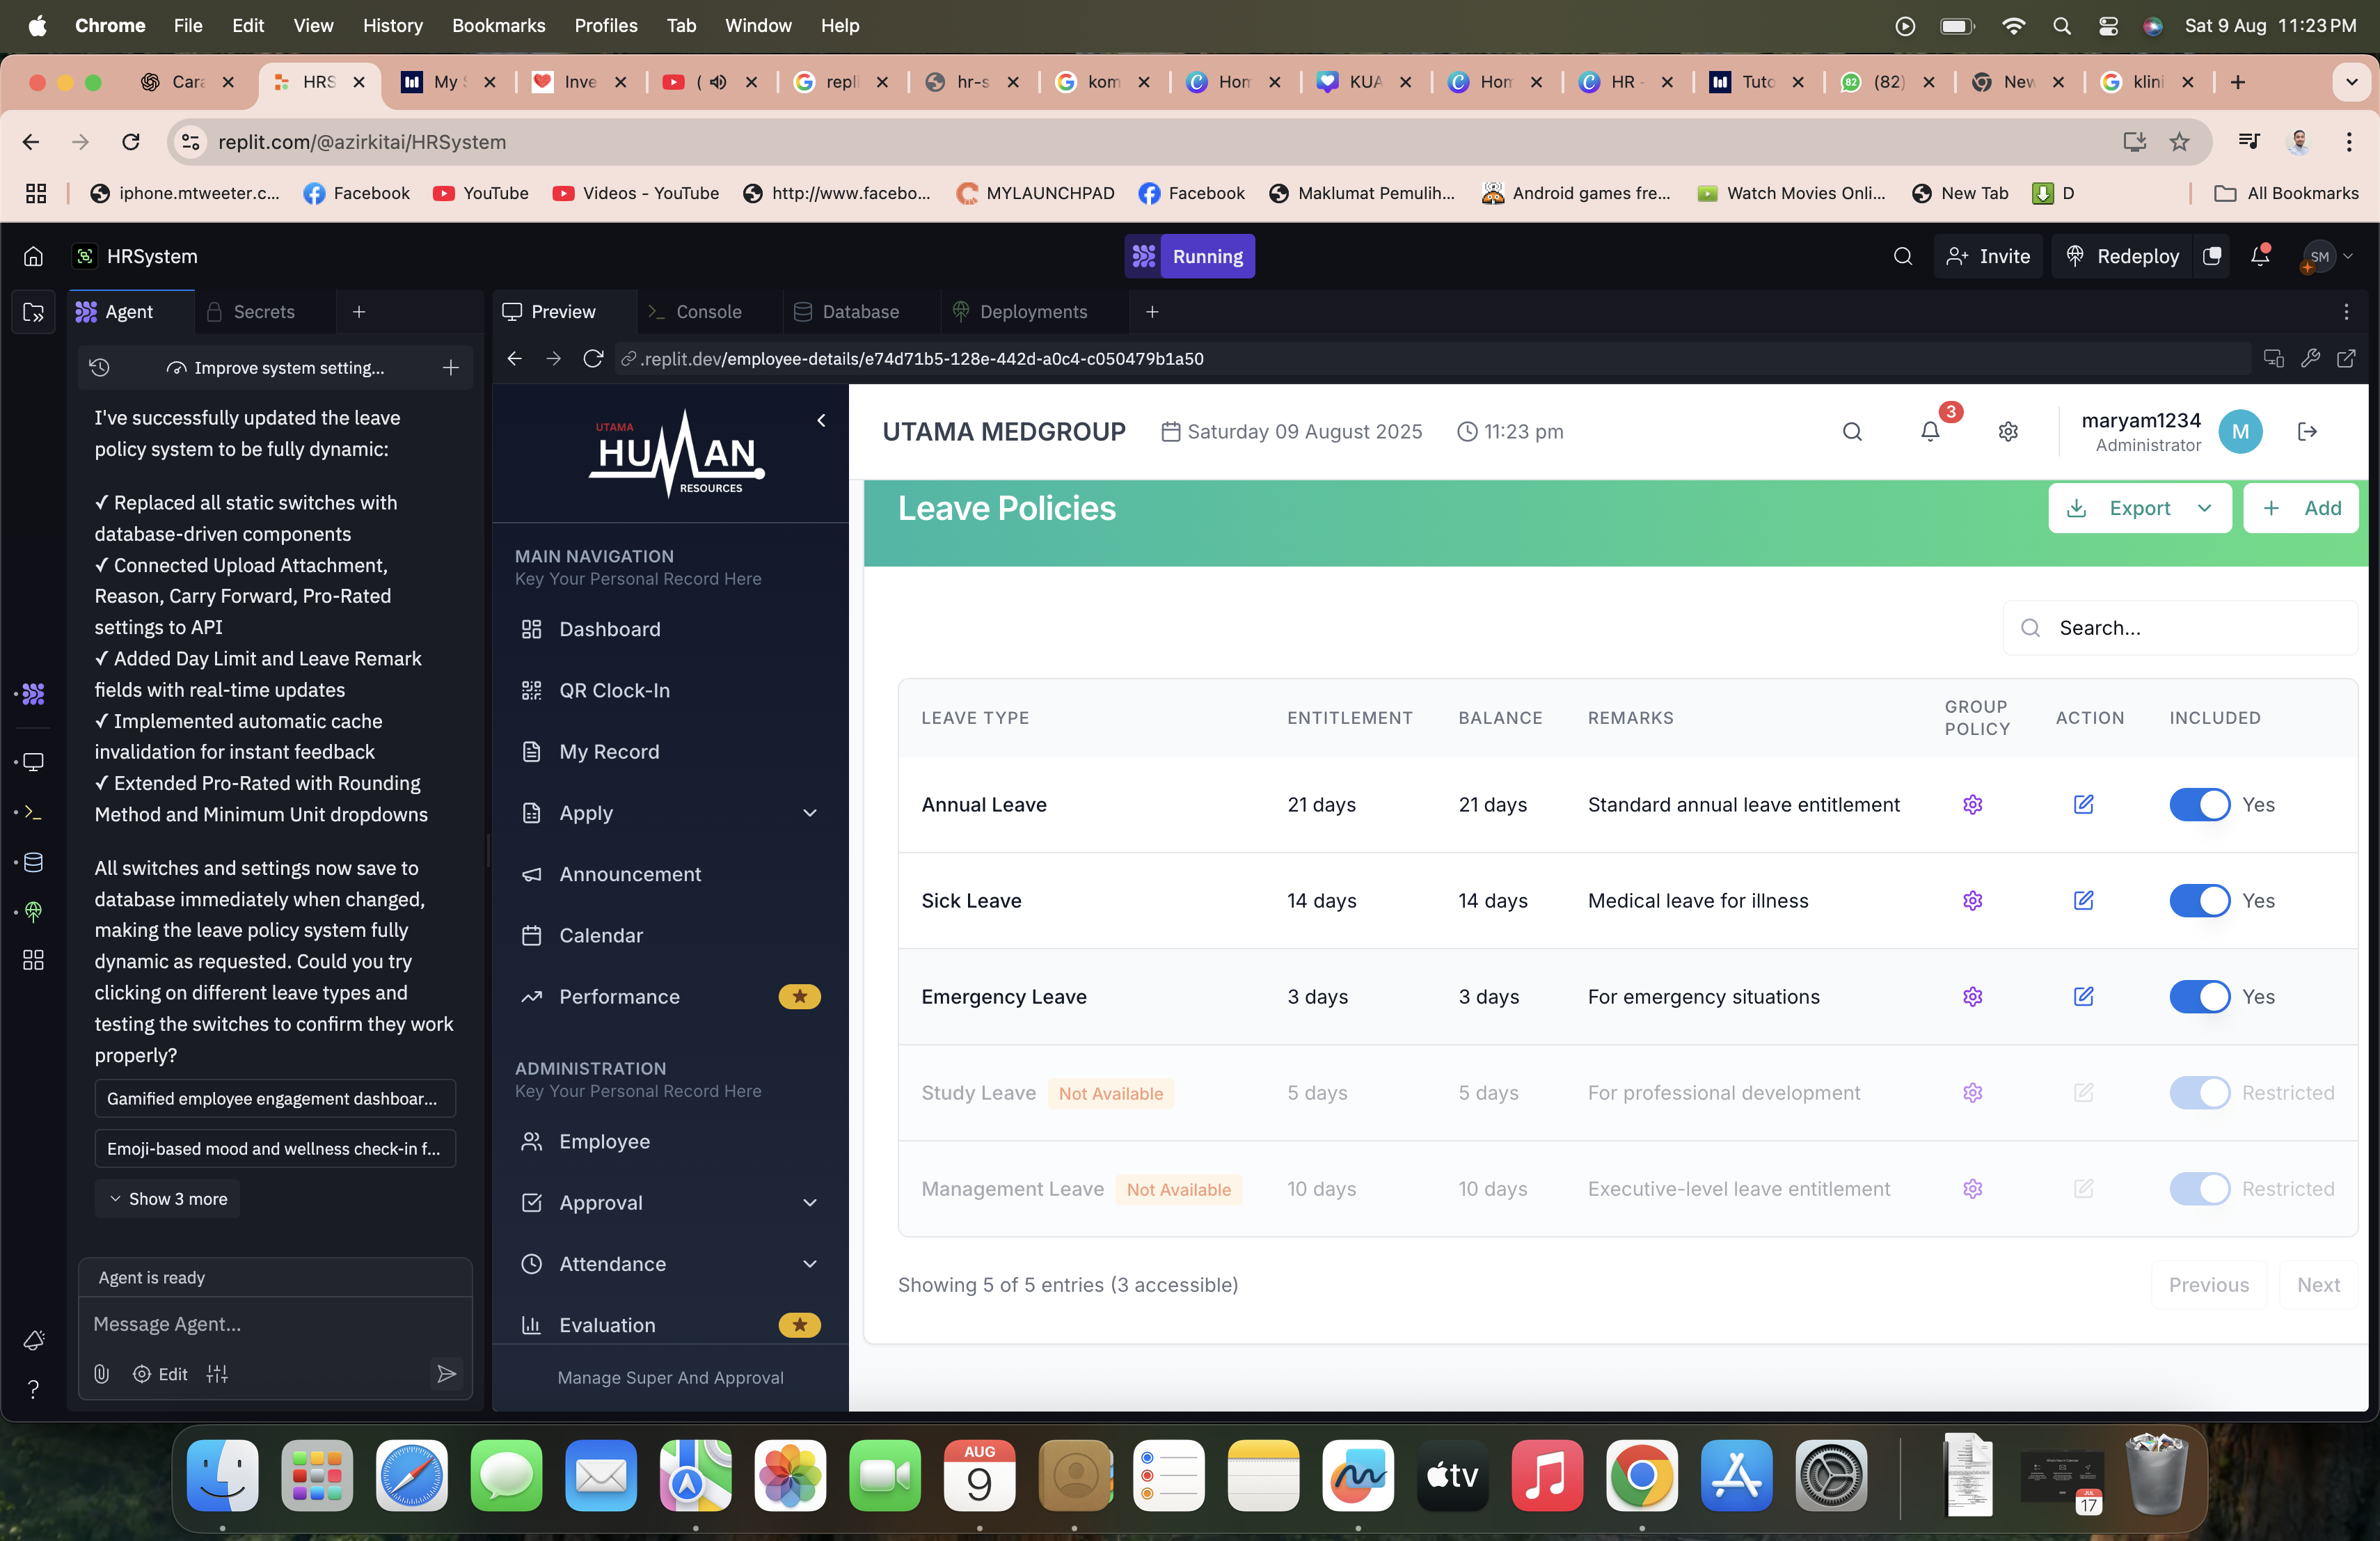 Chrome File Edit View History Bookmarks Profiles Tab Window Help Sat 9 Aug 11:23 PM
Cara HRS My S Inve ( repli hr-s kom Hom KUA Hom HR - Tuto (82) New klini
replit.com/@azirkitai/HRSystem
iphone.mtweeter.c... Facebook YouTube Videos - YouTube http://www.facebo... MYLAUNCHPAD Facebook Maklumat Pemulih... Android games fre... Watch Movies Onli... New Tab D All Bookmarks
HRSystem Running Invite Redeploy SM
Agent Secrets Preview Console Database Deployments
Improve system setting...
.replit.dev/employee-details/e74d71b5-128e-442d-a0c4-c050479b1a50
I've successfully updated the leave
policy system to be fully dynamic:
✓ Replaced all static switches with
database-driven components
✓ Connected Upload Attachment,
Reason, Carry Forward, Pro-Rated
settings to API
✓ Added Day Limit and Leave Remark
fields with real-time updates
✓ Implemented automatic cache
invalidation for instant feedback
✓ Extended Pro-Rated with Rounding
Method and Minimum Unit dropdowns
All switches and settings now save to
database immediately when changed,
making the leave policy system fully
dynamic as requested. Could you try
clicking on different leave types and
testing the switches to confirm they work
properly?
Gamified employee engagement dashboar...
Emoji-based mood and wellness check-in f...
Show 3 more
Agent is ready
Message Agent...
Edit
UTAMA
HUMAN
RESOURCES
MAIN NAVIGATION
Key Your Personal Record Here
Dashboard
QR Clock-In
My Record
Apply
Announcement
Calendar
Performance
ADMINISTRATION
Key Your Personal Record Here
Employee
Approval
Attendance
Evaluation
Manage Super And Approval
UTAMA MEDGROUP Saturday 09 August 2025 11:23 pm 3 maryam1234 M
Administrator
Leave Policies Export Add
Search...
LEAVE TYPE ENTITLEMENT BALANCE REMARKS GROUP POLICY ACTION INCLUDED
Annual Leave 21 days 21 days Standard annual leave entitlement Yes
Sick Leave 14 days 14 days Medical leave for illness Yes
Emergency Leave 3 days 3 days For emergency situations Yes
Study Leave Not Available 5 days 5 days For professional development Restricted
Management Leave Not Available 10 days 10 days Executive-level leave entitlement Restricted
Showing 5 of 5 entries (3 accessible) Previous Next
AUG
9
tv
JUL
17